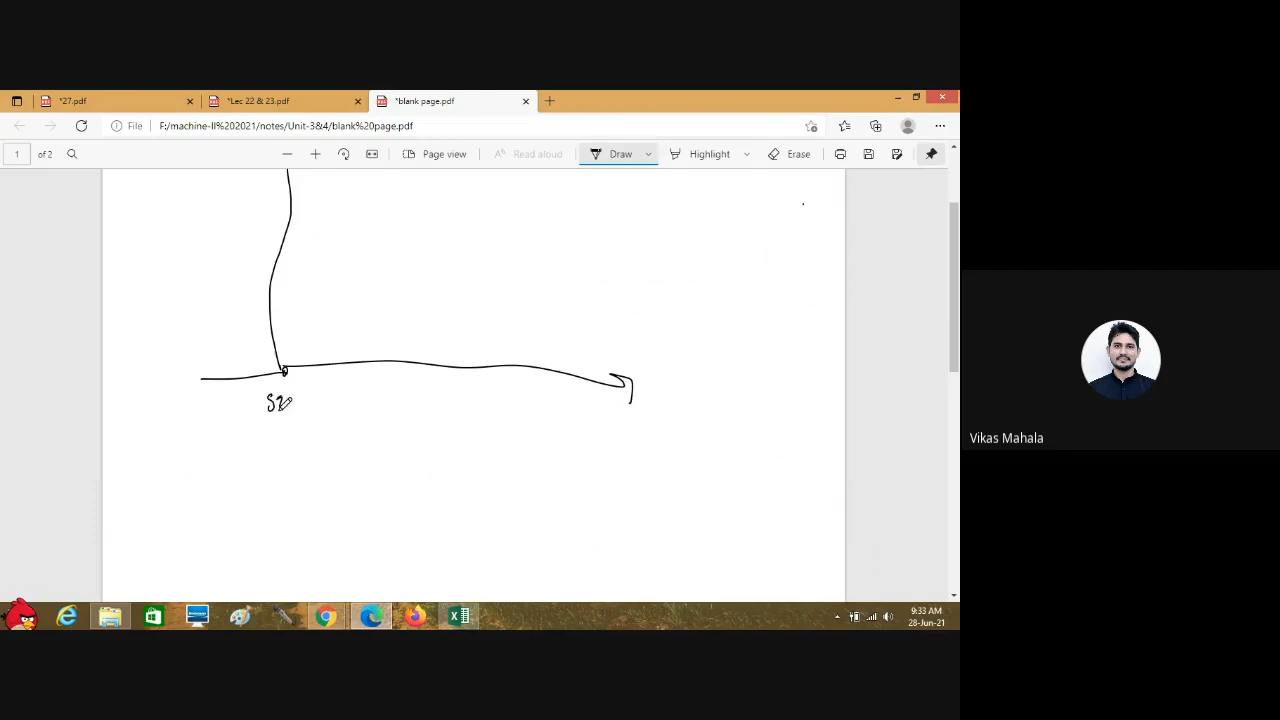 *27.pdf
*Lec 22 & 23.pdf
*blank page.pdf
File F:/machine-II%202021/notes/Unit-3&4/blank%20page.pdf
1 of 2 Page view Read aloud Draw Highlight Erase
Vikas Mahala
9:33 AM
28-Jun-21